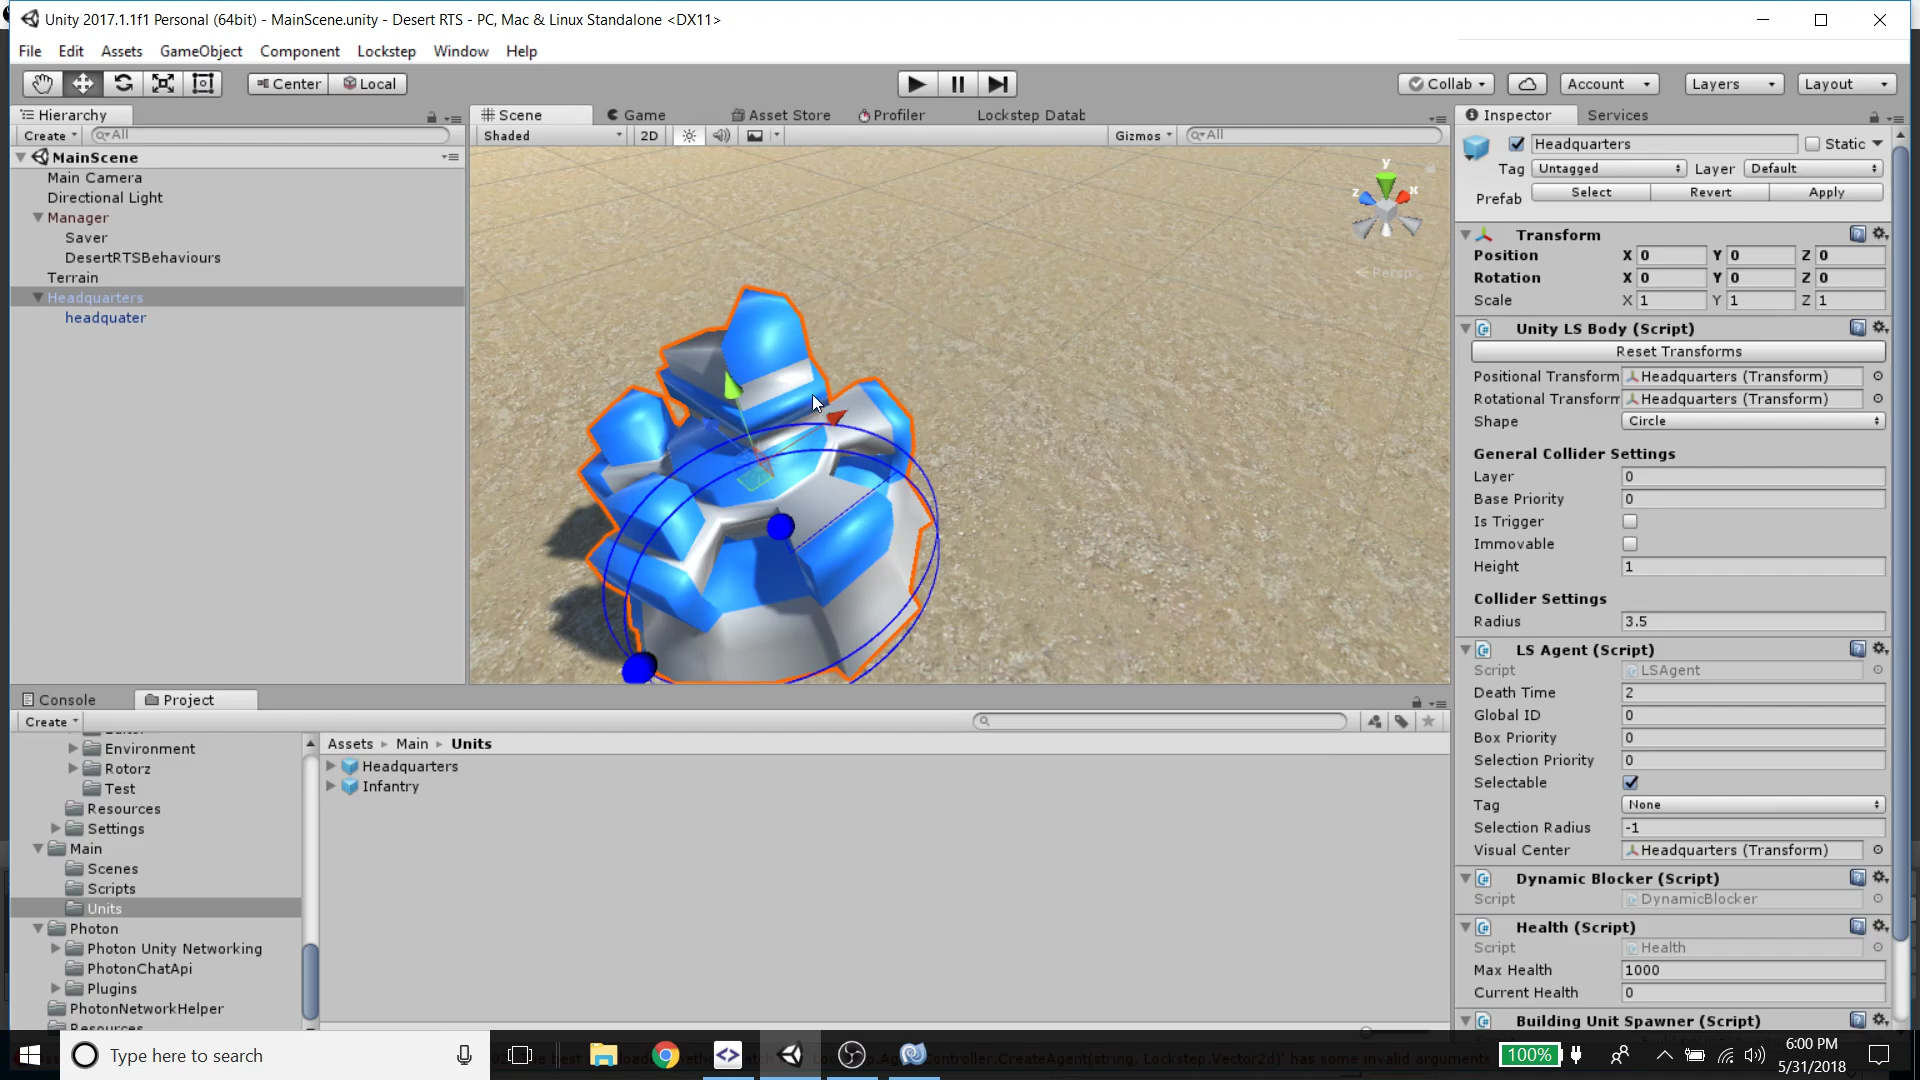 Unity 2017.1.1f1 Personal (64bit) - MainScene.unity - Desert RTS - PC, Mac & Linux Standalone <DX11>
File Edit Assets GameObject Component Lockstep Window Help
Center Local Collab Account Layers Layout
Hierarchy
Create All
MainScene
Main Camera
Directional Light
Manager
Saver
DesertRTSBehaviours
Terrain
Headquarters
headquater
Scene Game Asset Store Profiler Lockstep Datab
Shaded 2D Gizmos All
y
z x
Persp
Inspector Services
Headquarters Static
Tag Untagged Layer Default
Prefab Select Revert Apply
Transform
Position X 0 Y 0 Z 0
Rotation X 0 Y 0 Z 0
Scale X 1 Y 1 Z 1
Unity LS Body (Script)
Reset Transforms
Positional Transform Headquarters (Transform)
Rotational Transform Headquarters (Transform)
Shape Circle
General Collider Settings
Layer 0
Base Priority 0
Is Trigger
Immovable
Height 1
Collider Settings
Radius 3.5
LS Agent (Script)
Script LSAgent
Death Time 2
Global ID 0
Box Priority 0
Selection Priority 0
Selectable
Tag None
Selection Radius -1
Visual Center Headquarters (Transform)
Dynamic Blocker (Script)
Script DynamicBlocker
Health (Script)
Script Health
Max Health 1000
Current Health 0
Building Unit Spawner (Script)
Console Project
Create
Environment
Rotorz
Test
Resources
Settings
Main
Scenes
Scripts
Units
Photon
Photon Unity Networking
PhotonChatApi
Plugins
PhotonNetworkHelper
Resources
Assets Main Units
Headquarters
Infantry
Type here to search
Controller.CreateAgent(string, Lockstep.Vector2d)' has some invalid arguments
100%
6:00 PM
5/31/2018